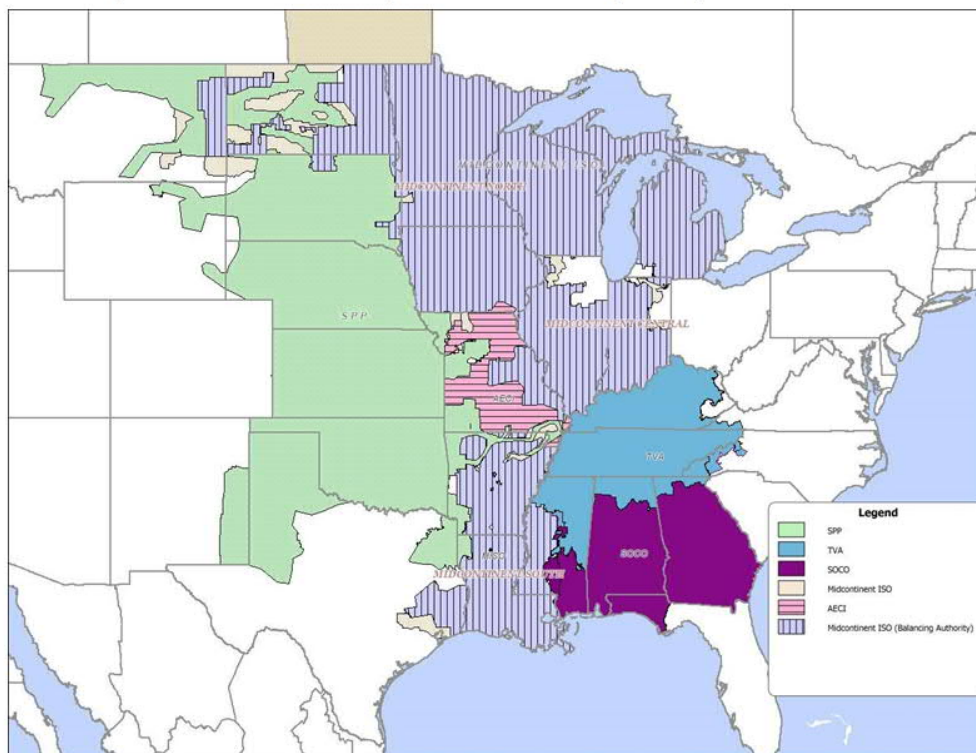 MIDCONTINENT ISO
MIDCONTINENT NORTH
SPP
MIDCONTINENT CENTRAL
AECI
TVA
SOCO
MISO
MIDCONTINENT SOUTH
Legend
SPP
TVA
SOCO
Midcontinent ISO
AECI
Midcontinent ISO (Balancing Authority)